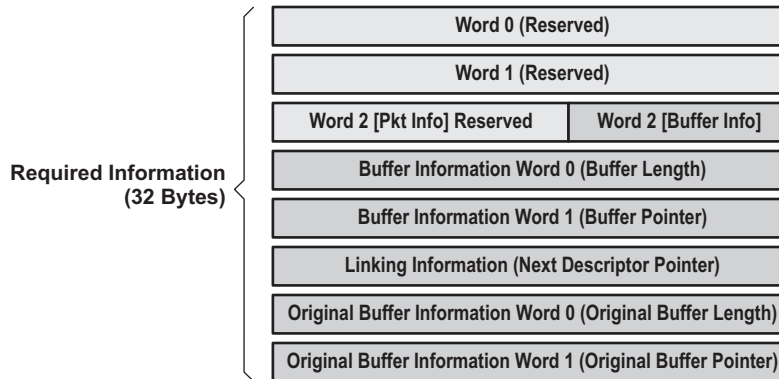 Word 0 (Reserved)
Word 1 (Reserved)
Word 2 [Pkt Info] Reserved Word 2 [Buffer Info]
Required Information
(32 Bytes)
Buffer Information Word 0 (Buffer Length)
Buffer Information Word 1 (Buffer Pointer)
Linking Information (Next Descriptor Pointer)
Original Buffer Information Word 0 (Original Buffer Length)
Original Buffer Information Word 1 (Original Buffer Pointer)